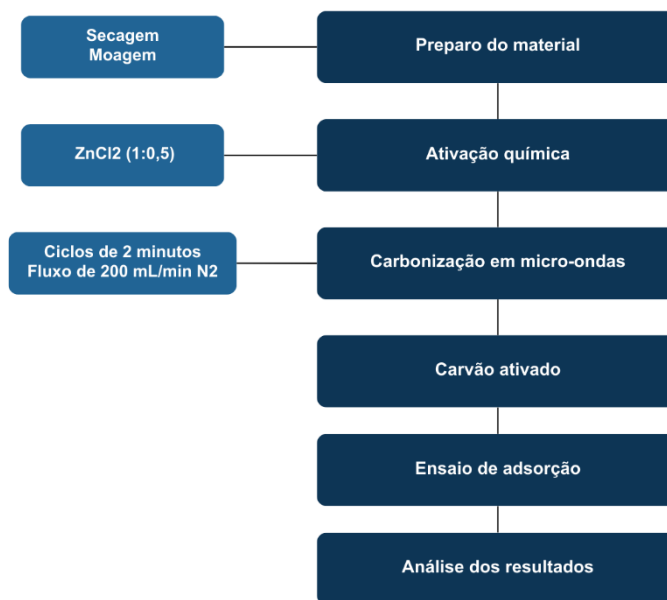 Secagem
Moagem
Preparo do material
ZnCl2 (1:0,5)
Ativação química
Ciclos de 2 minutos
Fluxo de 200 mL/min N2
Carbonização em micro-ondas
Carvão ativado
Ensaio de adsorção
Análise dos resultados